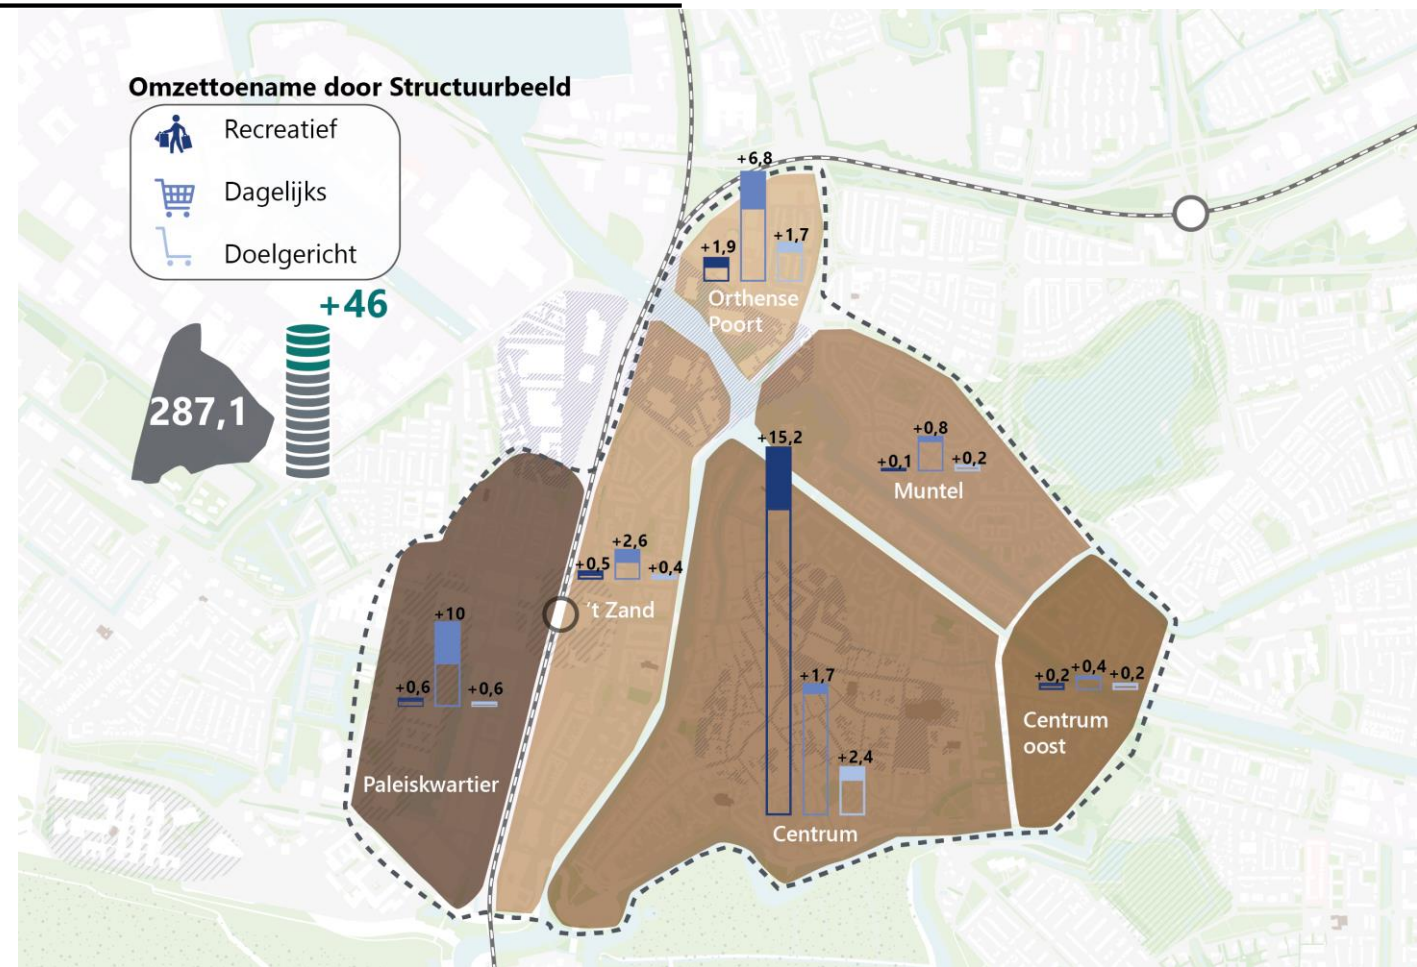 Omzettoename door Structuurbeeld
Recreatief
Dagelijks
Doelgericht
+46
287,1
+6,8
+1,9
+1,7
Orthense
Poort
+15,2
+0,8
+0,1
+0,2
Muntel
+2,6
+0,5
+0,4
't Zand
+10
+0,6
+0,6
Paleiskwartier
+1,7
+2,4
Centrum
+0,2
+0,4
+0,2
Centrum
oost